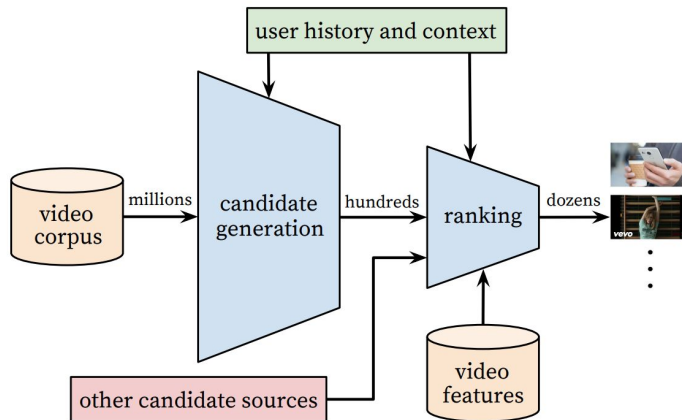 user history and context
video
corpus
millions
candidate
generation
hundreds
ranking
dozens
vevo
video
features
other candidate sources